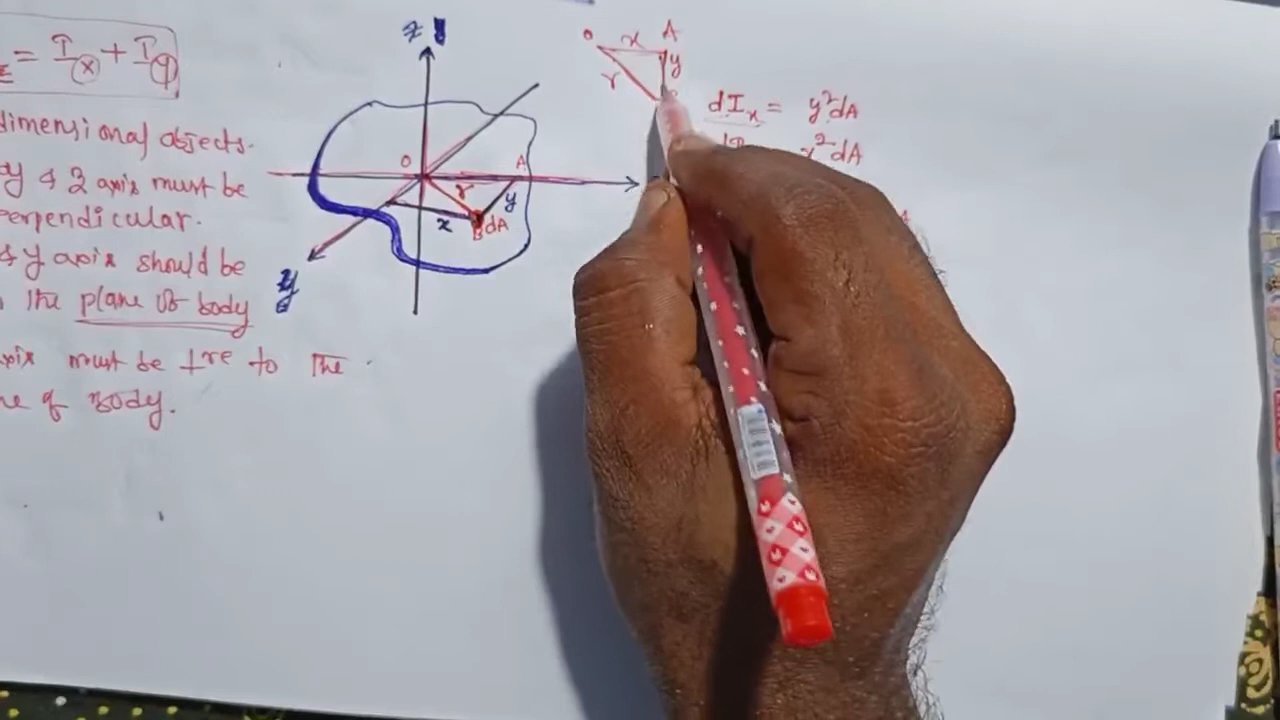 = I x + I y
dimensional objects.
y & z axis must be
perpendicular.
& y axis should be
the plane of body
axis must be ⊥re to the
of body.
z
O
A
r
y
x
B
dA
y
O
x
A
y
r
dIx = y²dA
x²dA